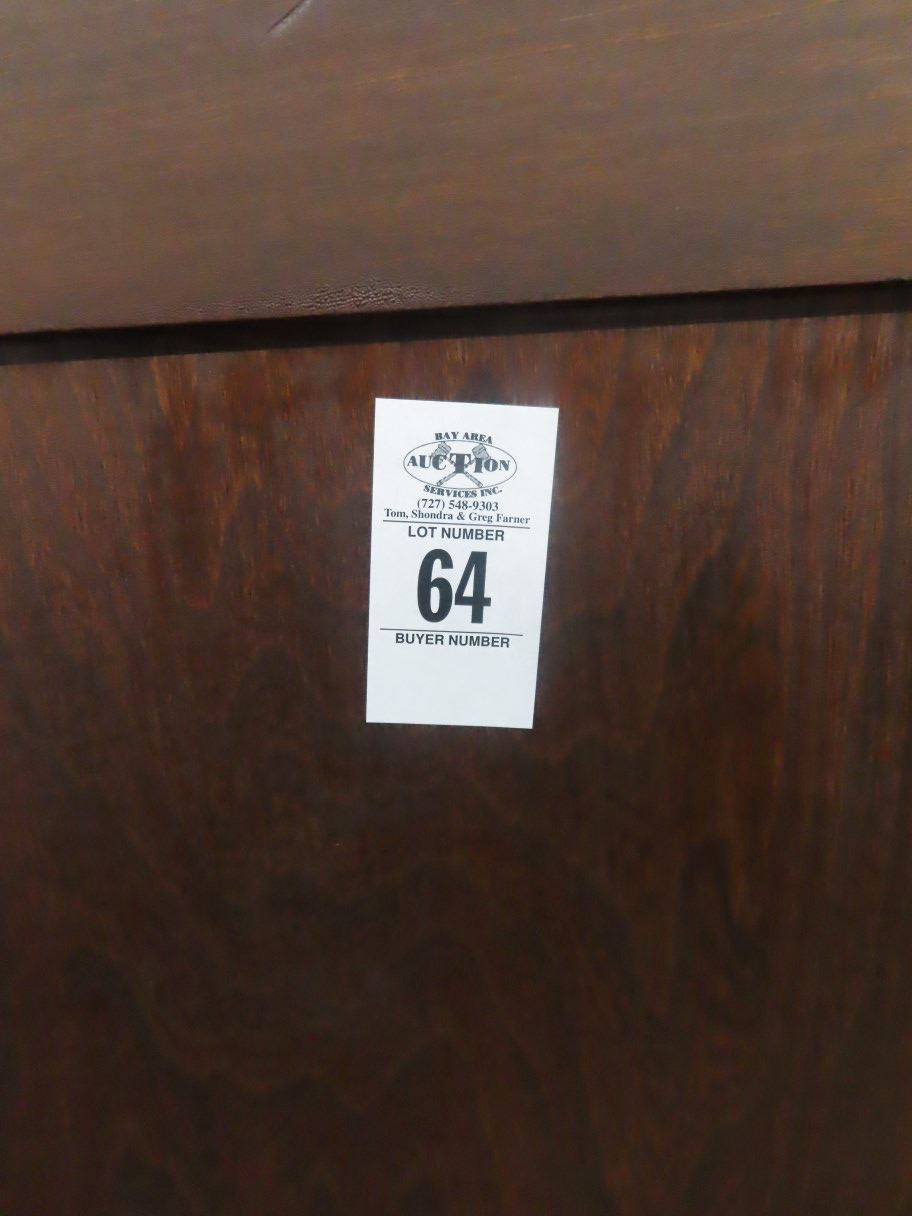 BAY AREA
AUCTION
SERVICES INC.
(727) 548-9303
Tom, Shondra & Greg Farner
LOT NUMBER
64
BUYER NUMBER